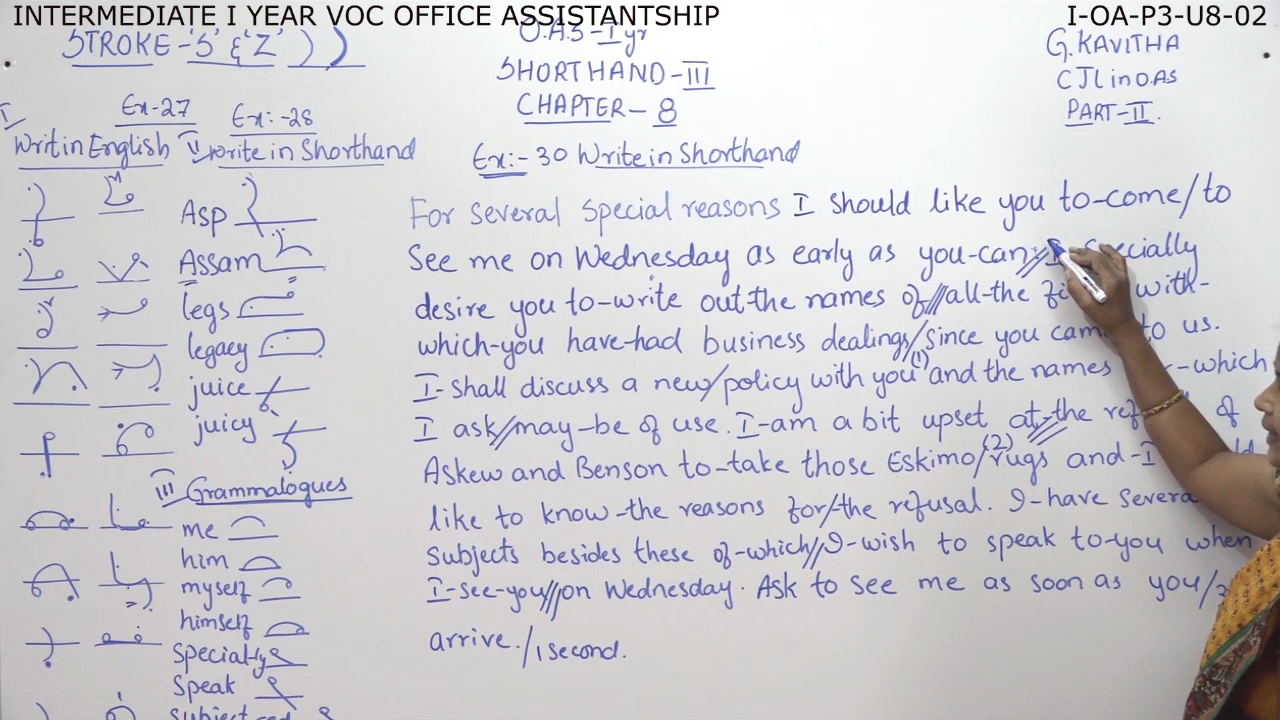 INTERMEDIATE I YEAR VOC OFFICE ASSISTANTSHIP
I-OA-P3-U8-02
STROKE-'S' & 'Z' ) )
O.A.S-I yr
SHORTHAND-III
CHAPTER-8
G.KAVITHA
CJL in O.AS
PART-II.
I
Ex-27
Write in English
Ex:-28
II Write in Shorthand
Asp
Assam
legs
legacy
juice
juicy
III Grammalogues
me
him
myself
himself
Special-ly
Speak
Subject-ed
Ex:-30 Write in Shorthand
For several special reasons I should like you to-come/to
See me on Wednesday as early as you-can// specially
desire you to-write out-the names of//all-the with-
which-you have-had business dealings/since you to us.
I-shall discuss a new/policy with you (1) and the names -which
I ask//may-be of use. I-am a bit upset at-the of
Askew and Benson to-take those Eskimo/(2) rugs and-I
like to know-the reasons for/-the refusal. I-have
Subjects besides these of-which//I-wish to speak to-you when
I-see-you///on Wednesday. Ask to see me as soon as you/
arrive./1 second.